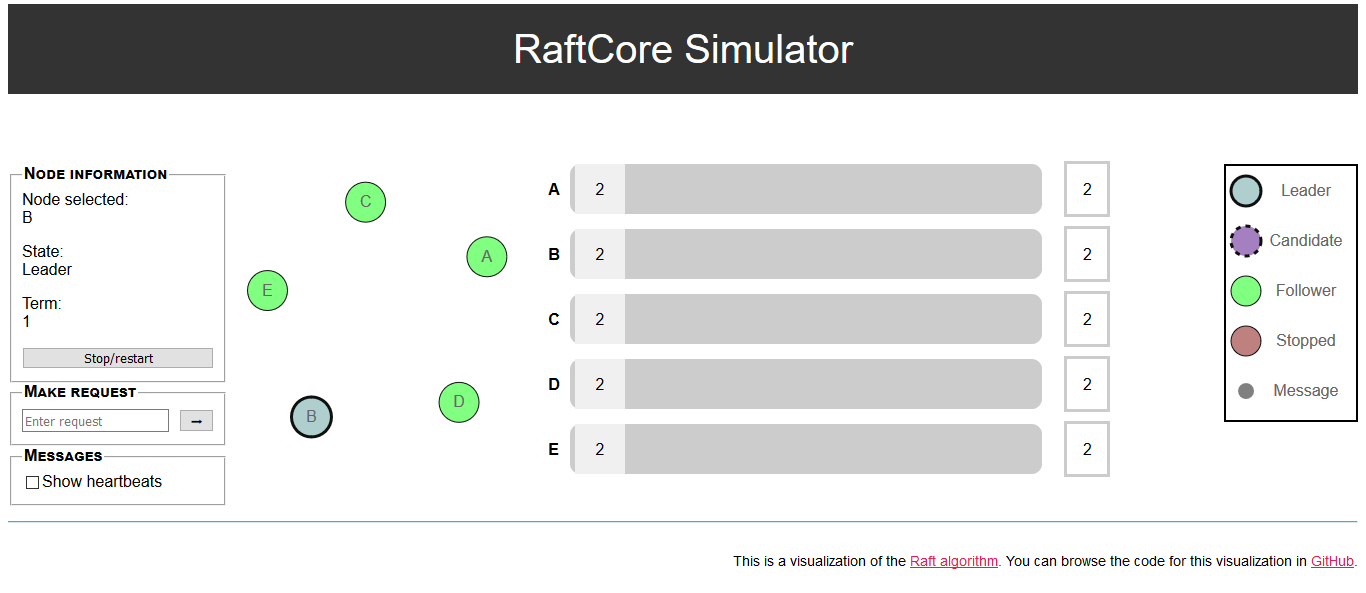 RaftCore Simulator
Node information
Node selected:
B
State:
Leader
Term:
1
Stop/restart
Make request
Enter request →
Messages
Show heartbeats
C
A
E
D
B
A 2 2
B 2 2
C 2 2
D 2 2
E 2 2
Leader
Candidate
Follower
Stopped
Message
This is a visualization of the Raft algorithm. You can browse the code for this visualization in GitHub.